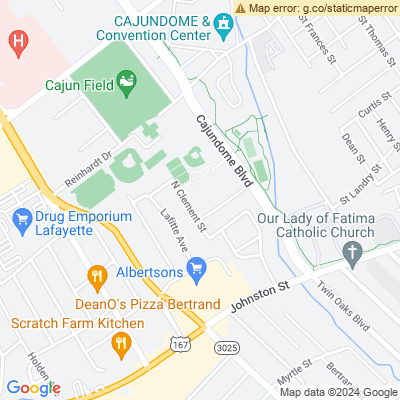 Map error: g.co/staticmaperror
CAJUNDOME &
Convention Center
St Frances St
St Thomas St
H
Cajun Field
Curtis St
Henry
Cajundome Blvd
Dean St
Reinhardt Dr
N Clement St
St Landry St
Drug Emporium
Lafayette
Lafitte Ave
Our Lady of Fatima
Catholic Church
Albertsons
DeanO's Pizza Bertrand
Johnston St
Twin Oaks Blvd
Scratch Farm Kitchen
167
3025
Holden
Myrtle St
Bertran
Google
Map data ©2024 Google